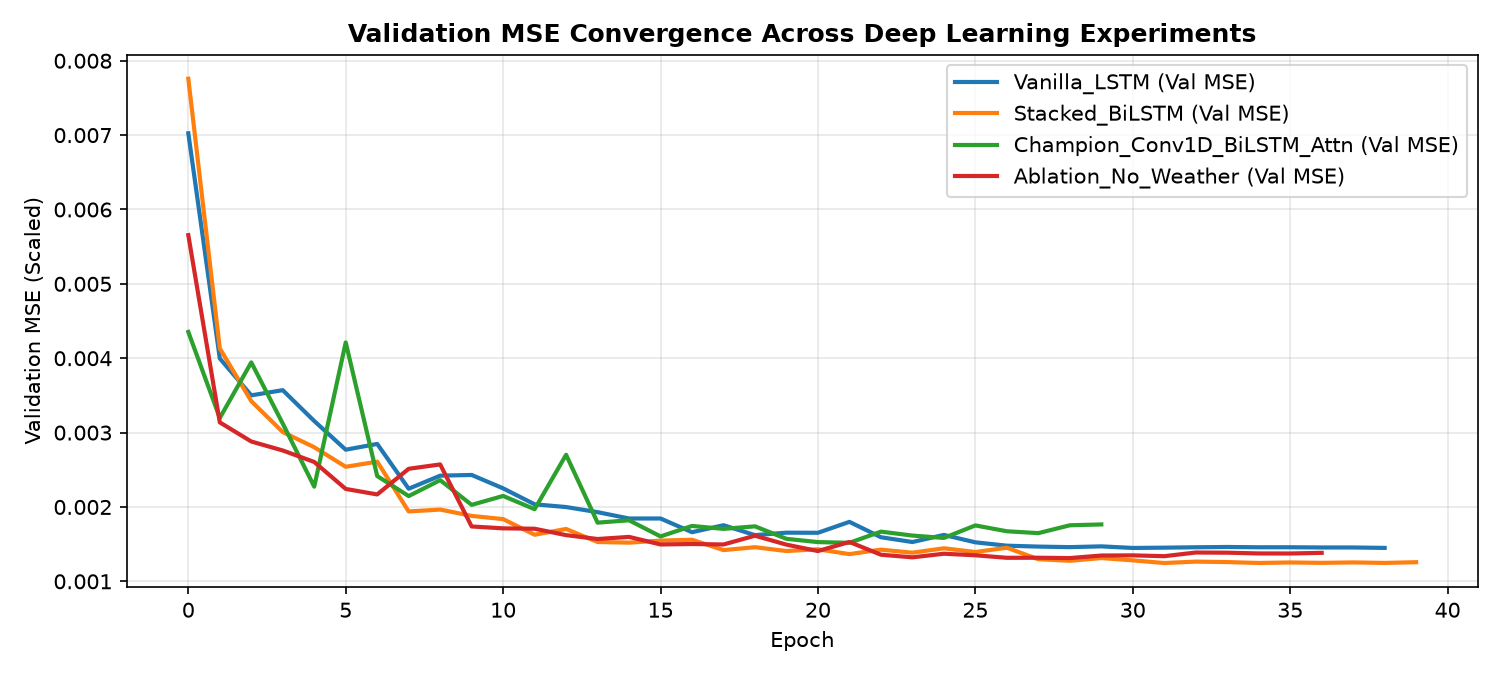 Validation MSE Convergence Across Deep Learning Experiments
Validation MSE (Scaled)
0.008
0.007
0.006
0.005
0.004
0.003
0.002
0.001
Vanilla_LSTM (Val MSE)
Stacked_BiLSTM (Val MSE)
Champion_Conv1D_BiLSTM_Attn (Val MSE)
Ablation_No_Weather (Val MSE)
0 5 10 15 20 25 30 35 40
Epoch